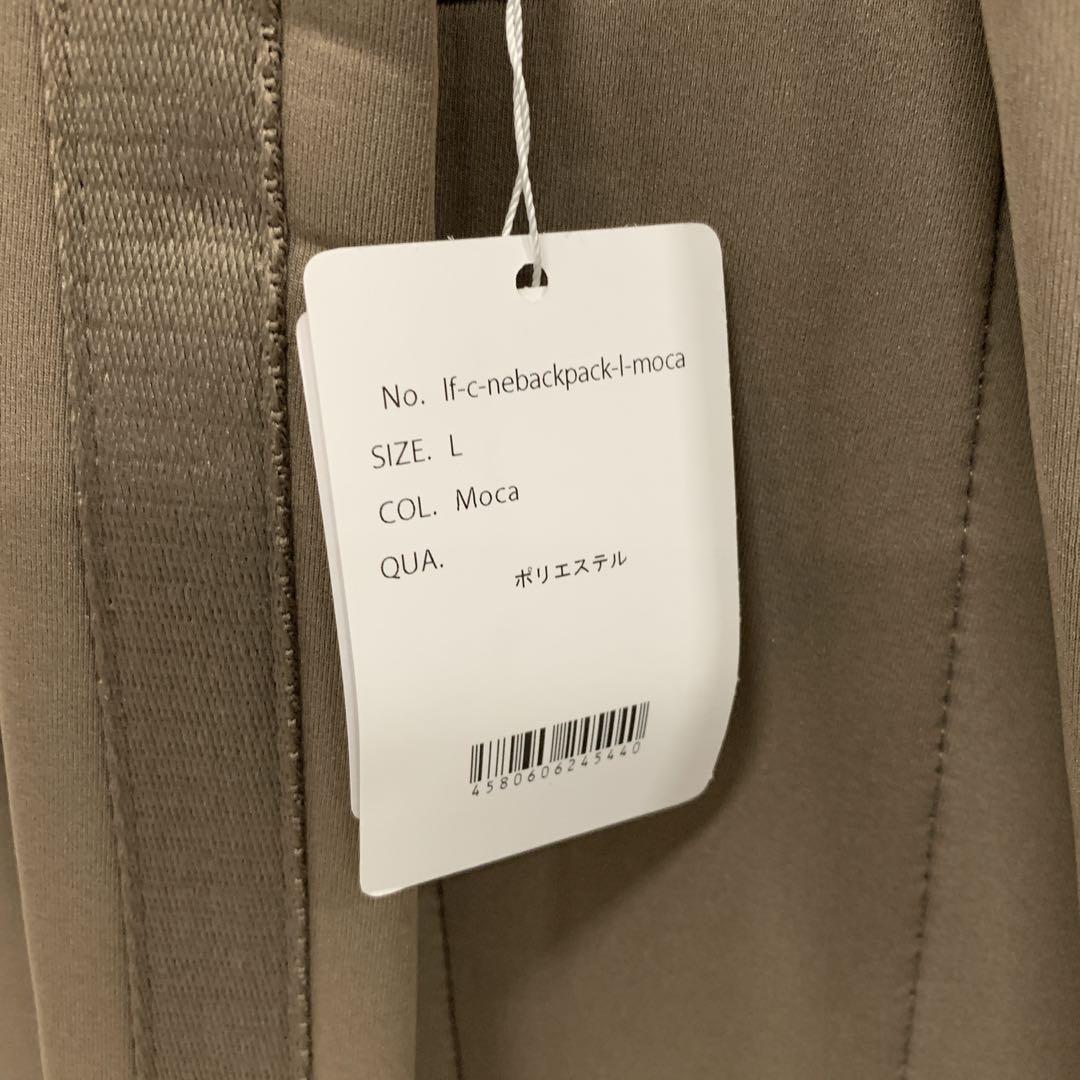 No. lf-c-nebackpack-l-moca
SIZE. L
COL. Moca
QUA. ポリエステル
4580606245440